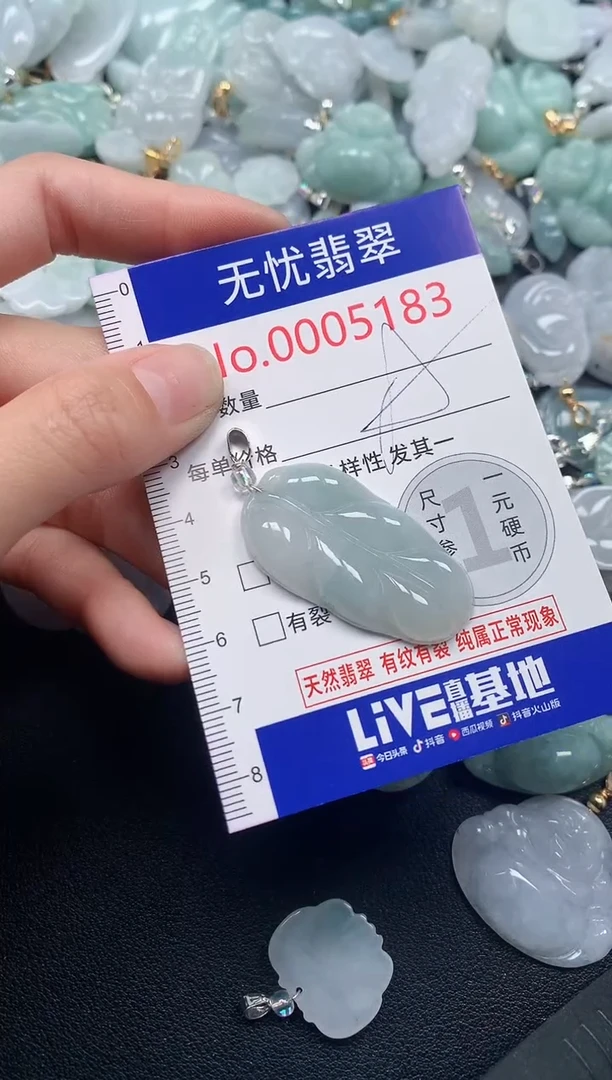 无忧翡翠
No.0005183
0
数量
3
每单价格
样性 发其一
4
尺寸参
1
一元硬币
5
6
有裂
天然翡翠 有纹有裂 纯属正常现象
7
LiVE直播基地
今日头条 抖音 西瓜视频 抖音火山版
8